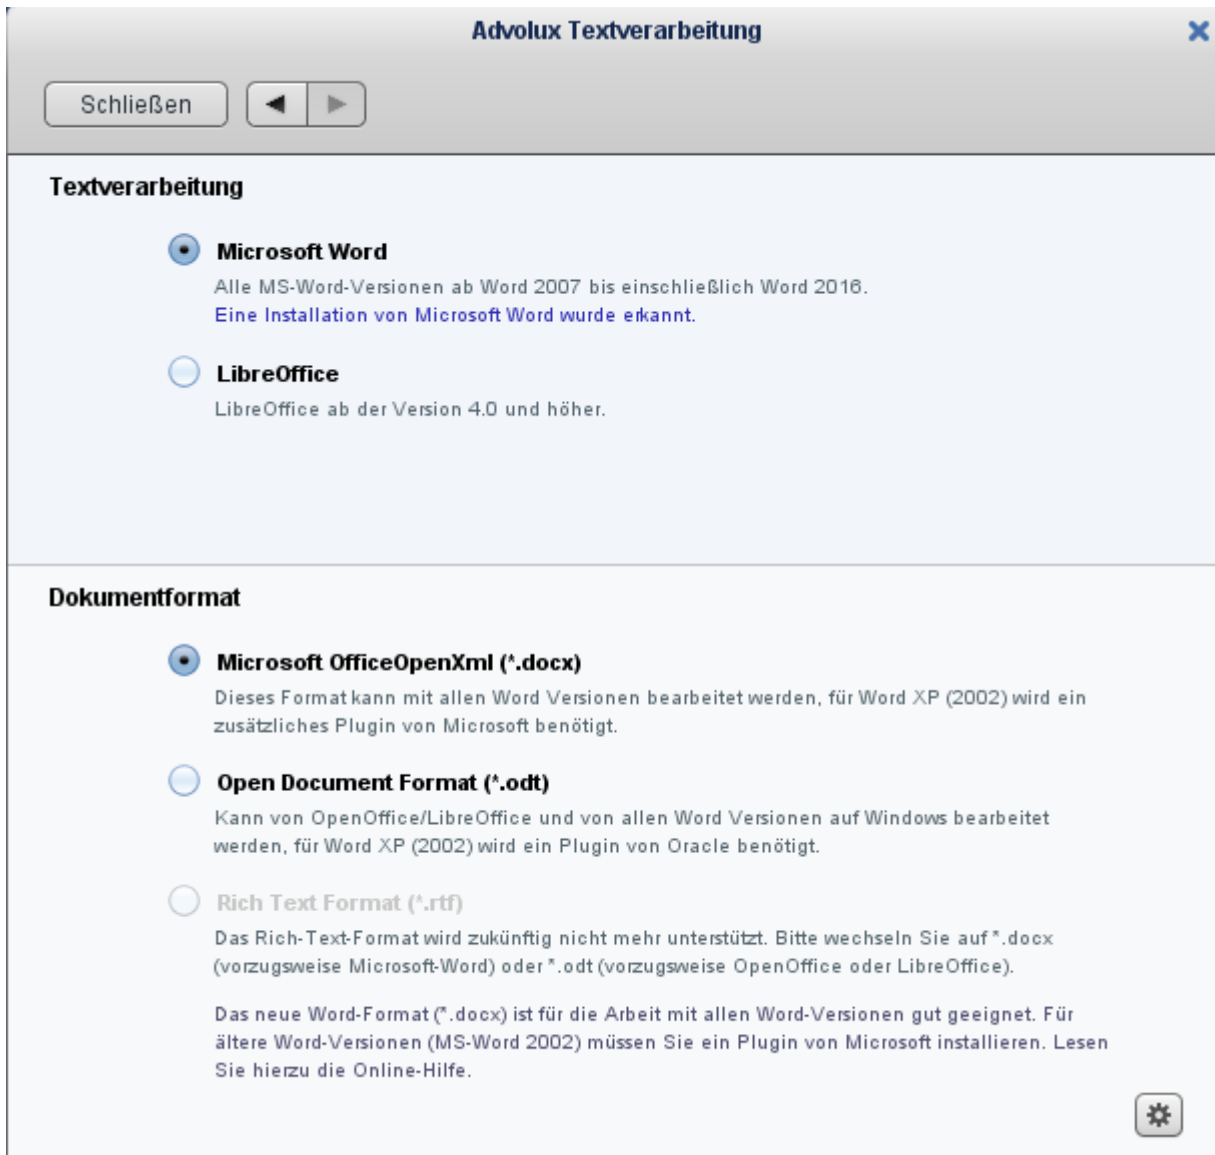 Advolux Textverarbeitung
Schließen
Textverarbeitung
Microsoft Word
Alle MS-Word-Versionen ab Word 2007 bis einschließlich Word 2016.
Eine Installation von Microsoft Word wurde erkannt.
LibreOffice
LibreOffice ab der Version 4.0 und höher.
Dokumentformat
Microsoft OfficeOpenXml (*.docx)
Dieses Format kann mit allen Word Versionen bearbeitet werden, für Word XP (2002) wird ein
zusätzliches Plugin von Microsoft benötigt.
Open Document Format (*.odt)
Kann von OpenOffice/LibreOffice und von allen Word Versionen auf Windows bearbeitet
werden, für Word XP (2002) wird ein Plugin von Oracle benötigt.
Rich Text Format (*.rtf)
Das Rich-Text-Format wird zukünftig nicht mehr unterstützt. Bitte wechseln Sie auf *.docx
(vorzugsweise Microsoft-Word) oder *.odt (vorzugsweise OpenOffice oder LibreOffice).
Das neue Word-Format (*.docx) ist für die Arbeit mit allen Word-Versionen gut geeignet. Für
ältere Word-Versionen (MS-Word 2002) müssen Sie ein Plugin von Microsoft installieren. Lesen
Sie hierzu die Online-Hilfe.